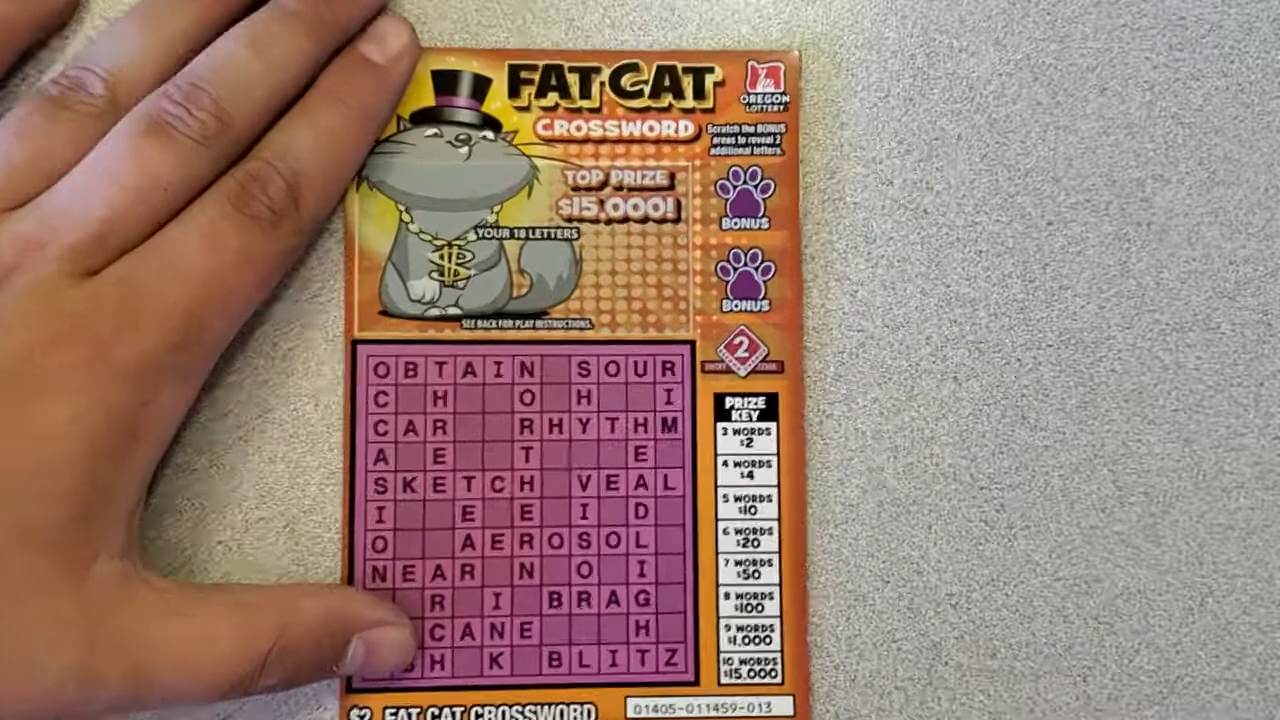 FAT CAT
OREGON
LOTTERY
CROSSWORD
Scratch the BONUS
areas to reveal 2
additional letters.
TOP PRIZE
$15,000!
YOUR 18 LETTERS
BONUS
$
BONUS
SEE BACK FOR PLAY INSTRUCTIONS.
2
OBTAIN SOUR
C H O H I
CAR RHYTHM
A E T E
SKETCH VEAL
I E E I D
O AEROSOL
NEAR N O I
R I BRAG
CANE H
H K BLITZ
PRIZE
KEY
3 WORDS
$2
4 WORDS
$4
5 WORDS
$10
6 WORDS
$20
7 WORDS
$50
8 WORDS
$100
9 WORDS
$1,000
10 WORDS
$15,000
$2 FAT CAT CROSSWORD
01405-011459-013